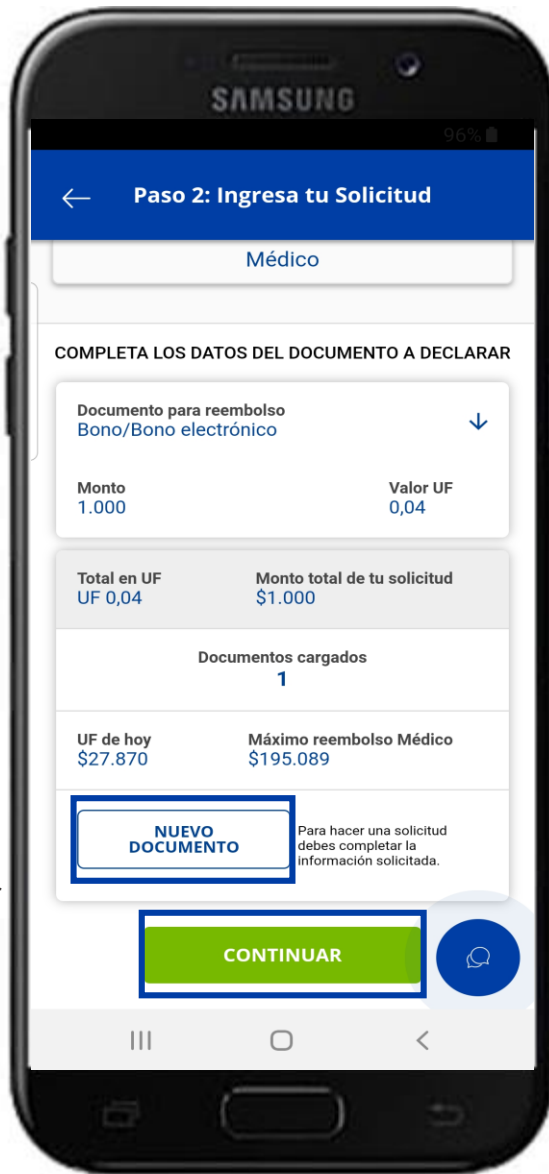 SAMSUNG
96%
Paso 2: Ingresa tu Solicitud
Médico
COMPLETA LOS DATOS DEL DOCUMENTO A DECLARAR
Documento para reembolso
Bono/Bono electrónico
Monto
Valor UF
1.000
0,04
Total en UF
Monto total de tu solicitud
UF 0,04
$1.000
Documentos cargados
1
UF de hoy
Máximo reembolso Médico
$27.870
$195.089
NUEVO
DOCUMENTO
Para hacer una solicitud
debes completar la
información solicitada.
CONTINUAR